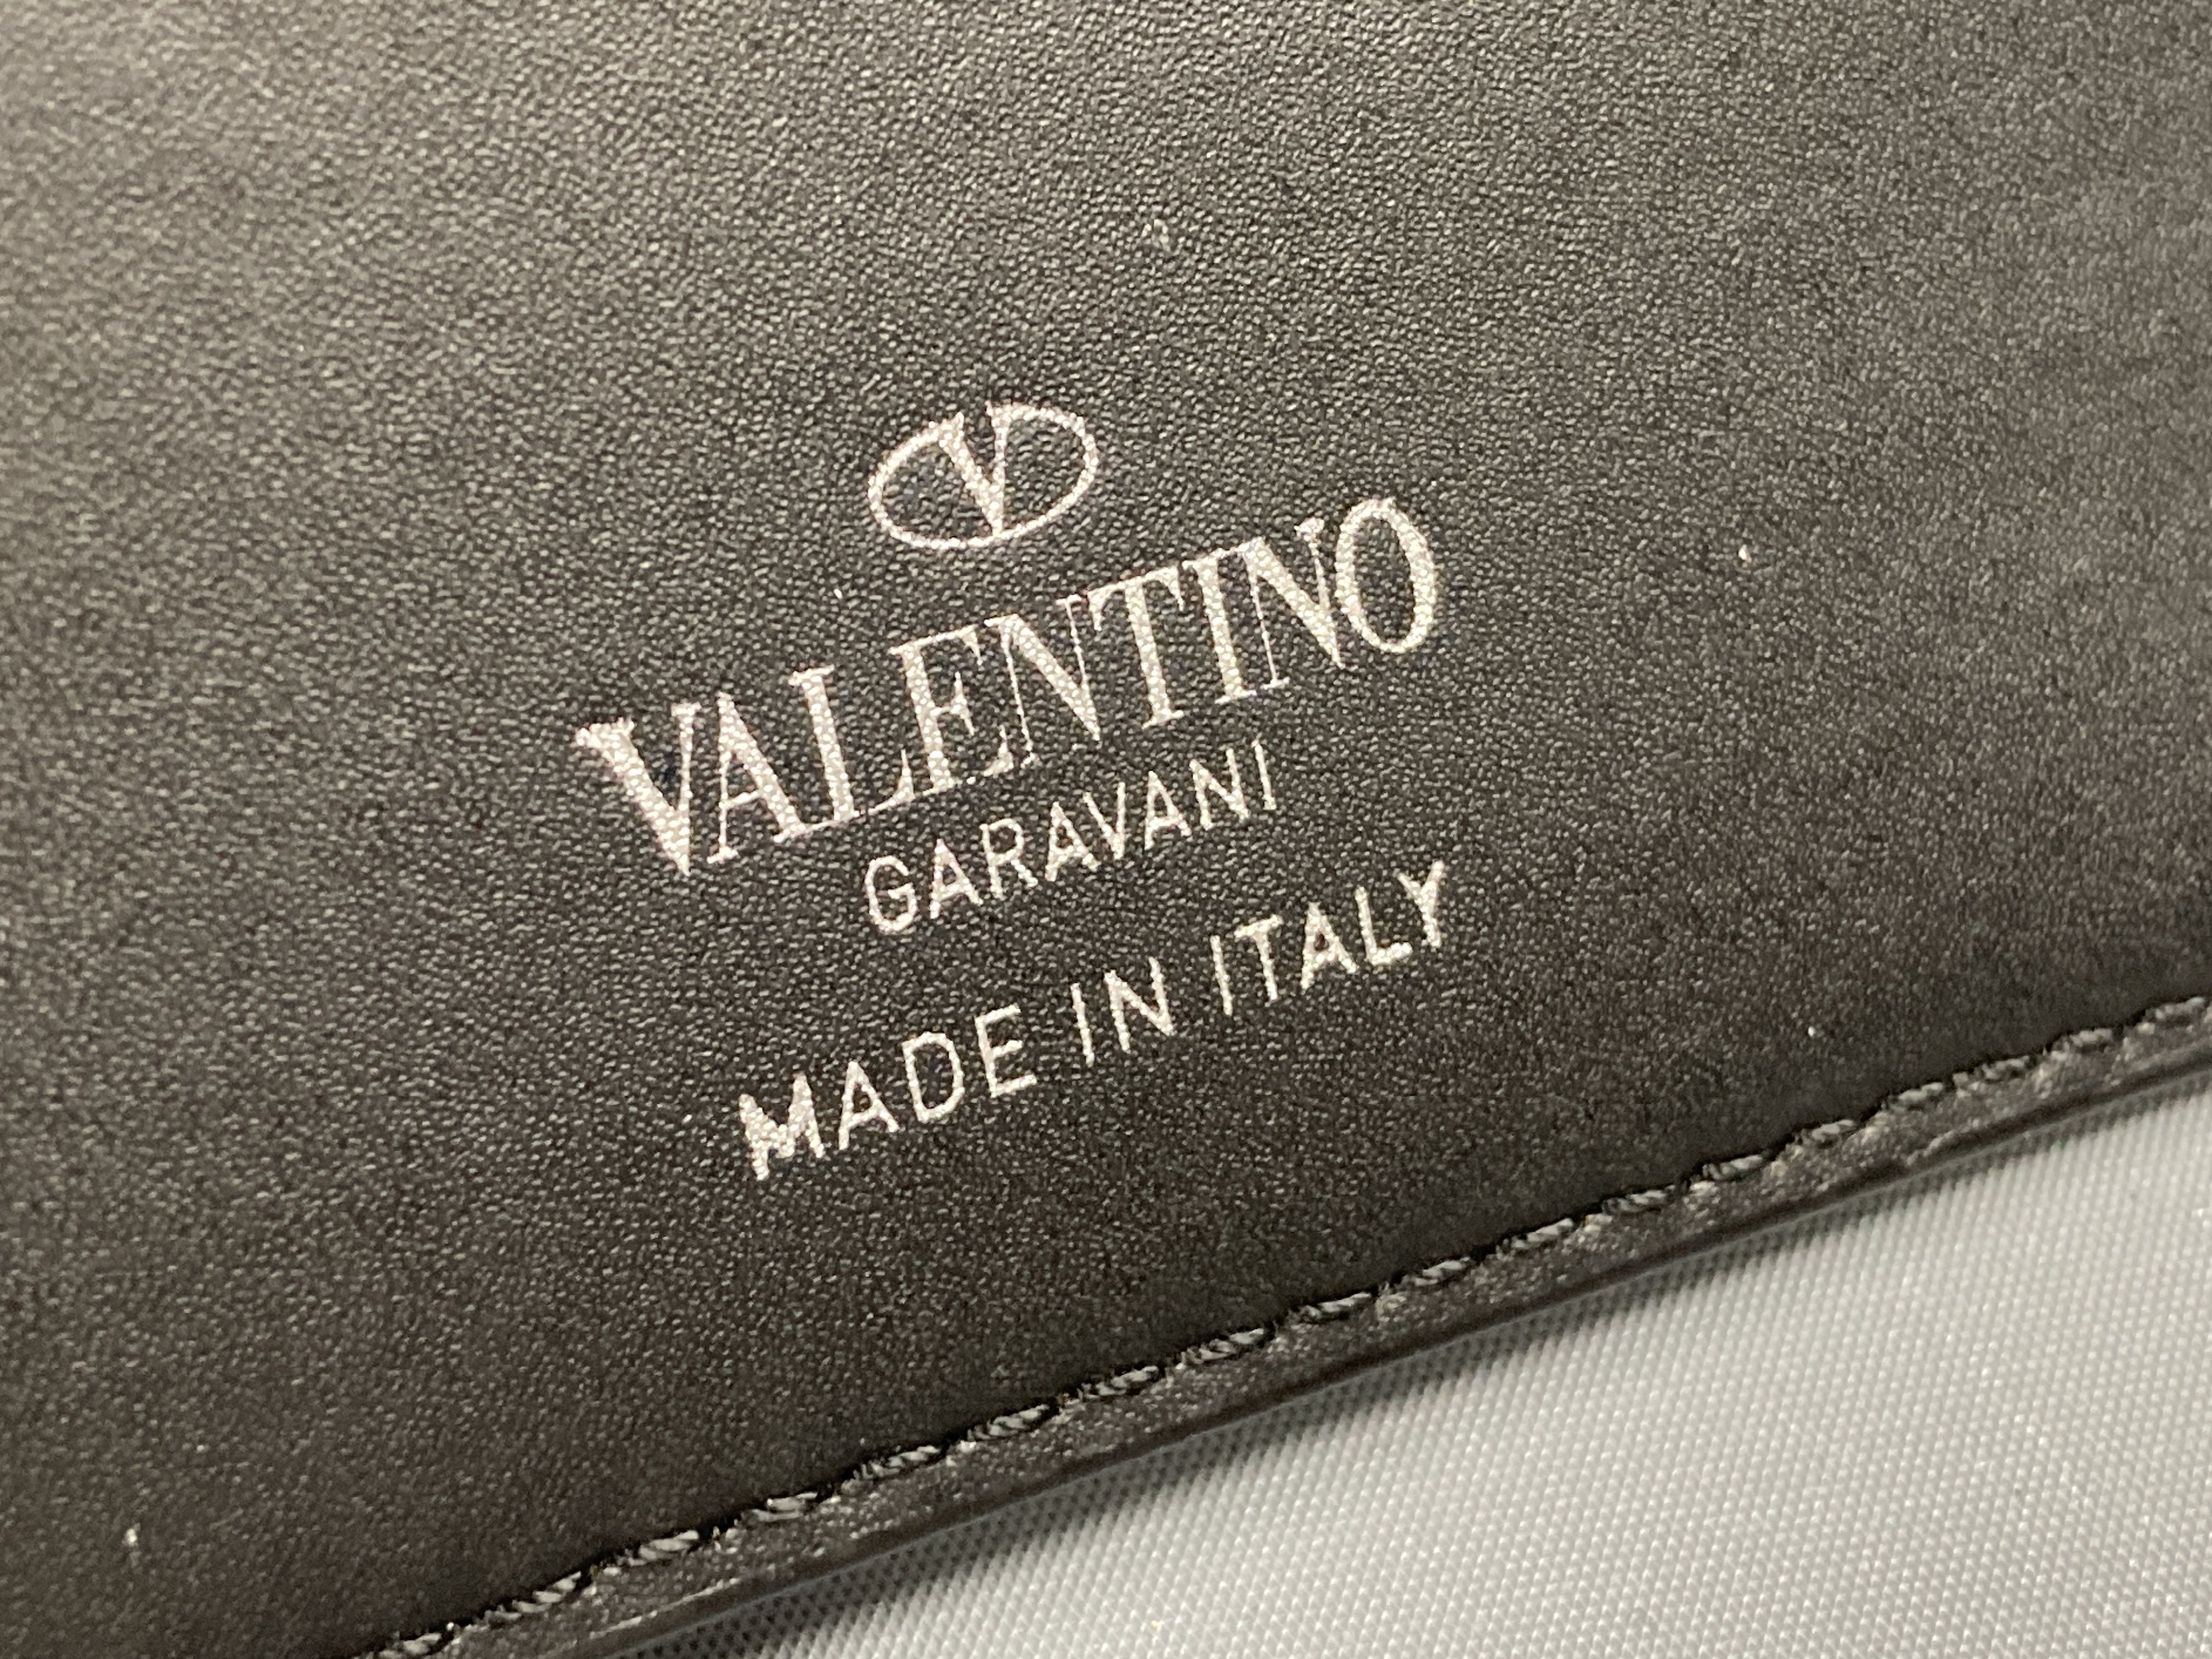 V
VALENTINO
GARAVANI
MADE IN ITALY